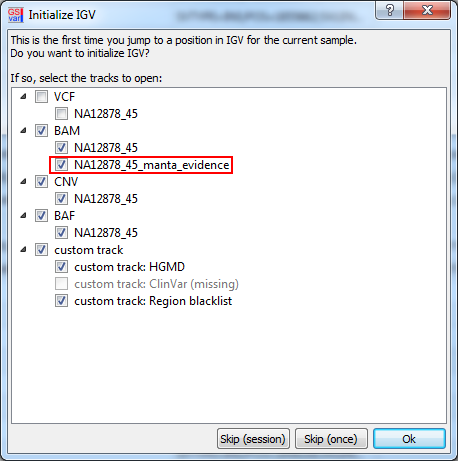 GS
var
Initialize IGV
This is the first time you jump to a position in IGV for the current sample.
Do you want to initialize IGV?
If so, select the tracks to open:
VCF
NA12878_45
BAM
NA12878_45
NA12878_45_manta_evidence
CNV
NA12878_45
BAF
NA12878_45
custom track
custom track: HGMD
custom track: ClinVar (missing)
custom track: Region blacklist
Skip (session)
Skip (once)
Ok